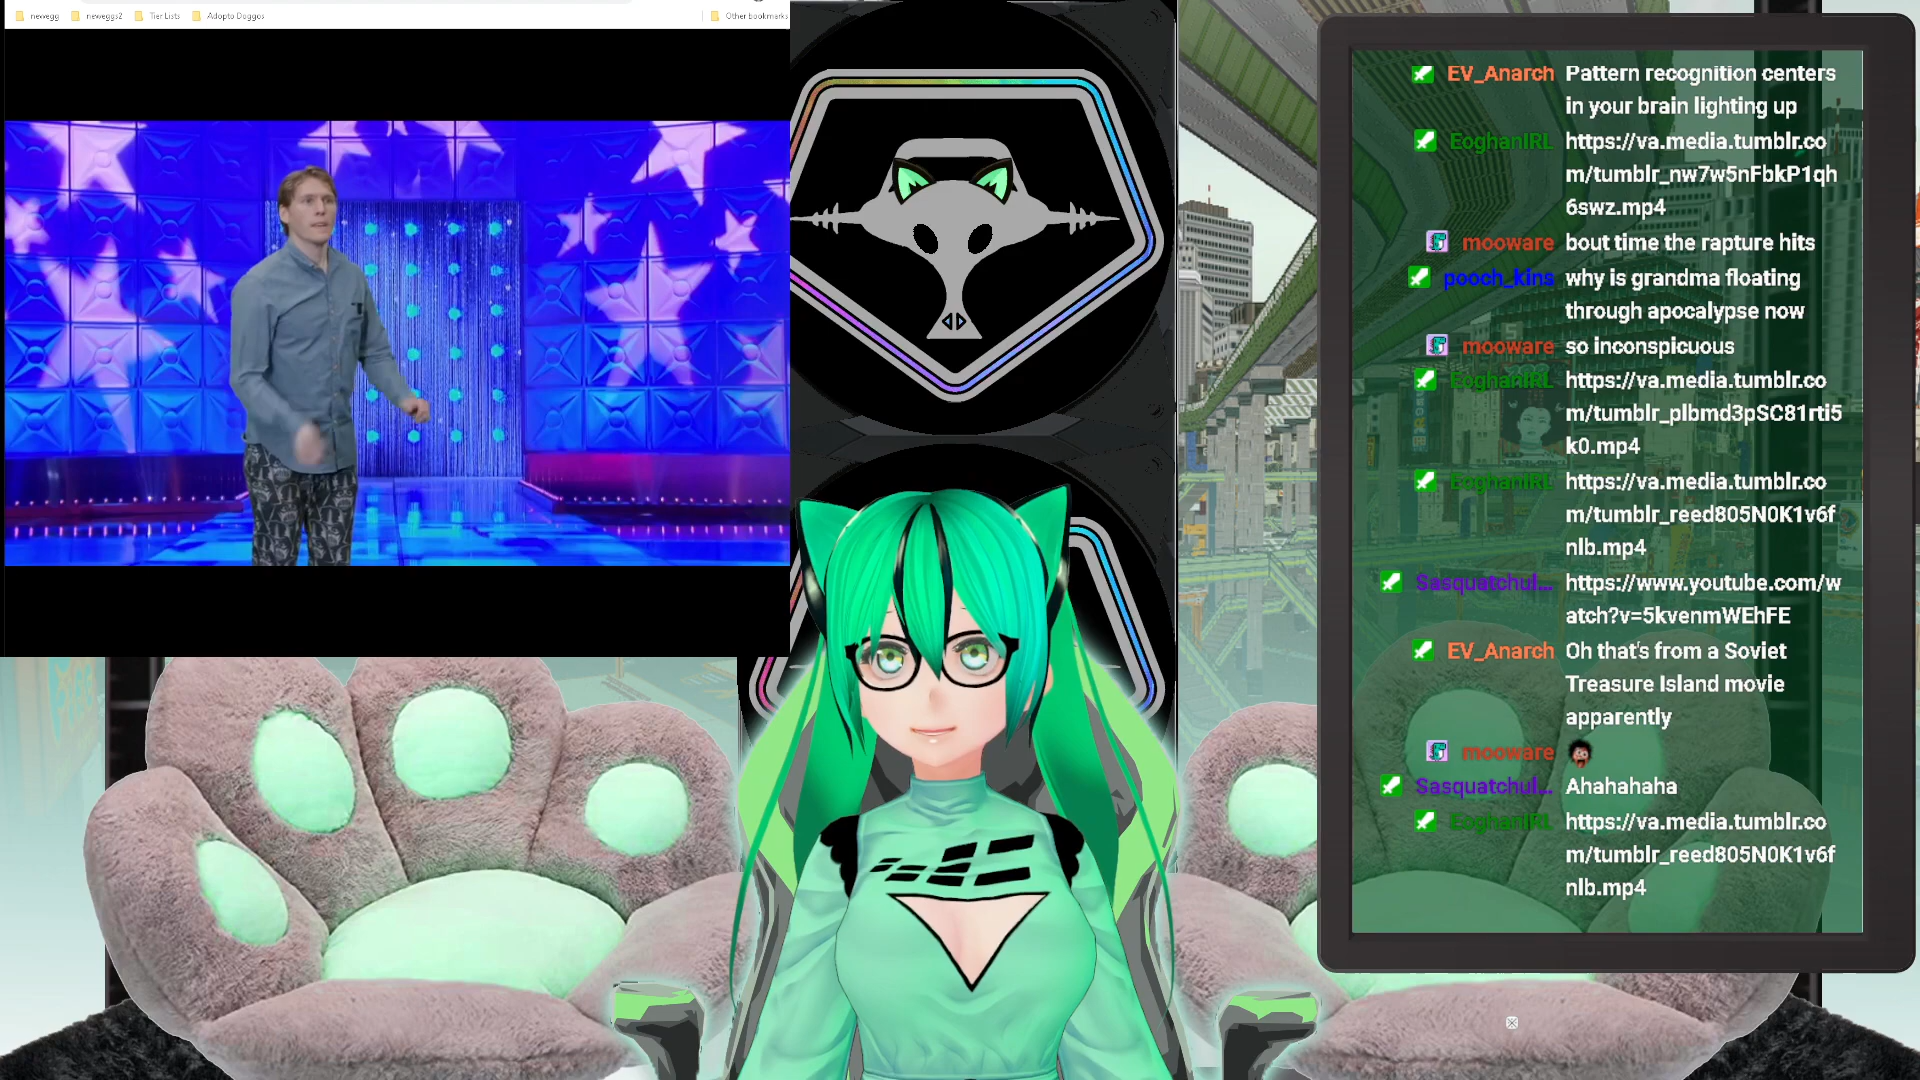 newegg neweggs2 Tier Lists Adopto Doggos Other bookmarks
EV_Anarch Pattern recognition centers
in your brain lighting up
EoghanIRL https://va.media.tumblr.co
m/tumblr_nw7w5nFbkP1qh
6swz.mp4
mooware bout time the rapture hits
pooch_kins why is grandma floating
through apocalypse now
mooware so inconspicuous
EoghanIRL https://va.media.tumblr.co
m/tumblr_plbmd3pSC81rti5
k0.mp4
EoghanIRL https://va.media.tumblr.co
m/tumblr_reed805N0K1v6f
nlb.mp4
Sasquatchul... https://www.youtube.com/w
atch?v=5kvenmWEhFE
EV_Anarch Oh that's from a Soviet
Treasure Island movie
apparently
mooware
Sasquatchul... Ahahahaha
EoghanIRL https://va.media.tumblr.co
m/tumblr_reed805N0K1v6f
nlb.mp4